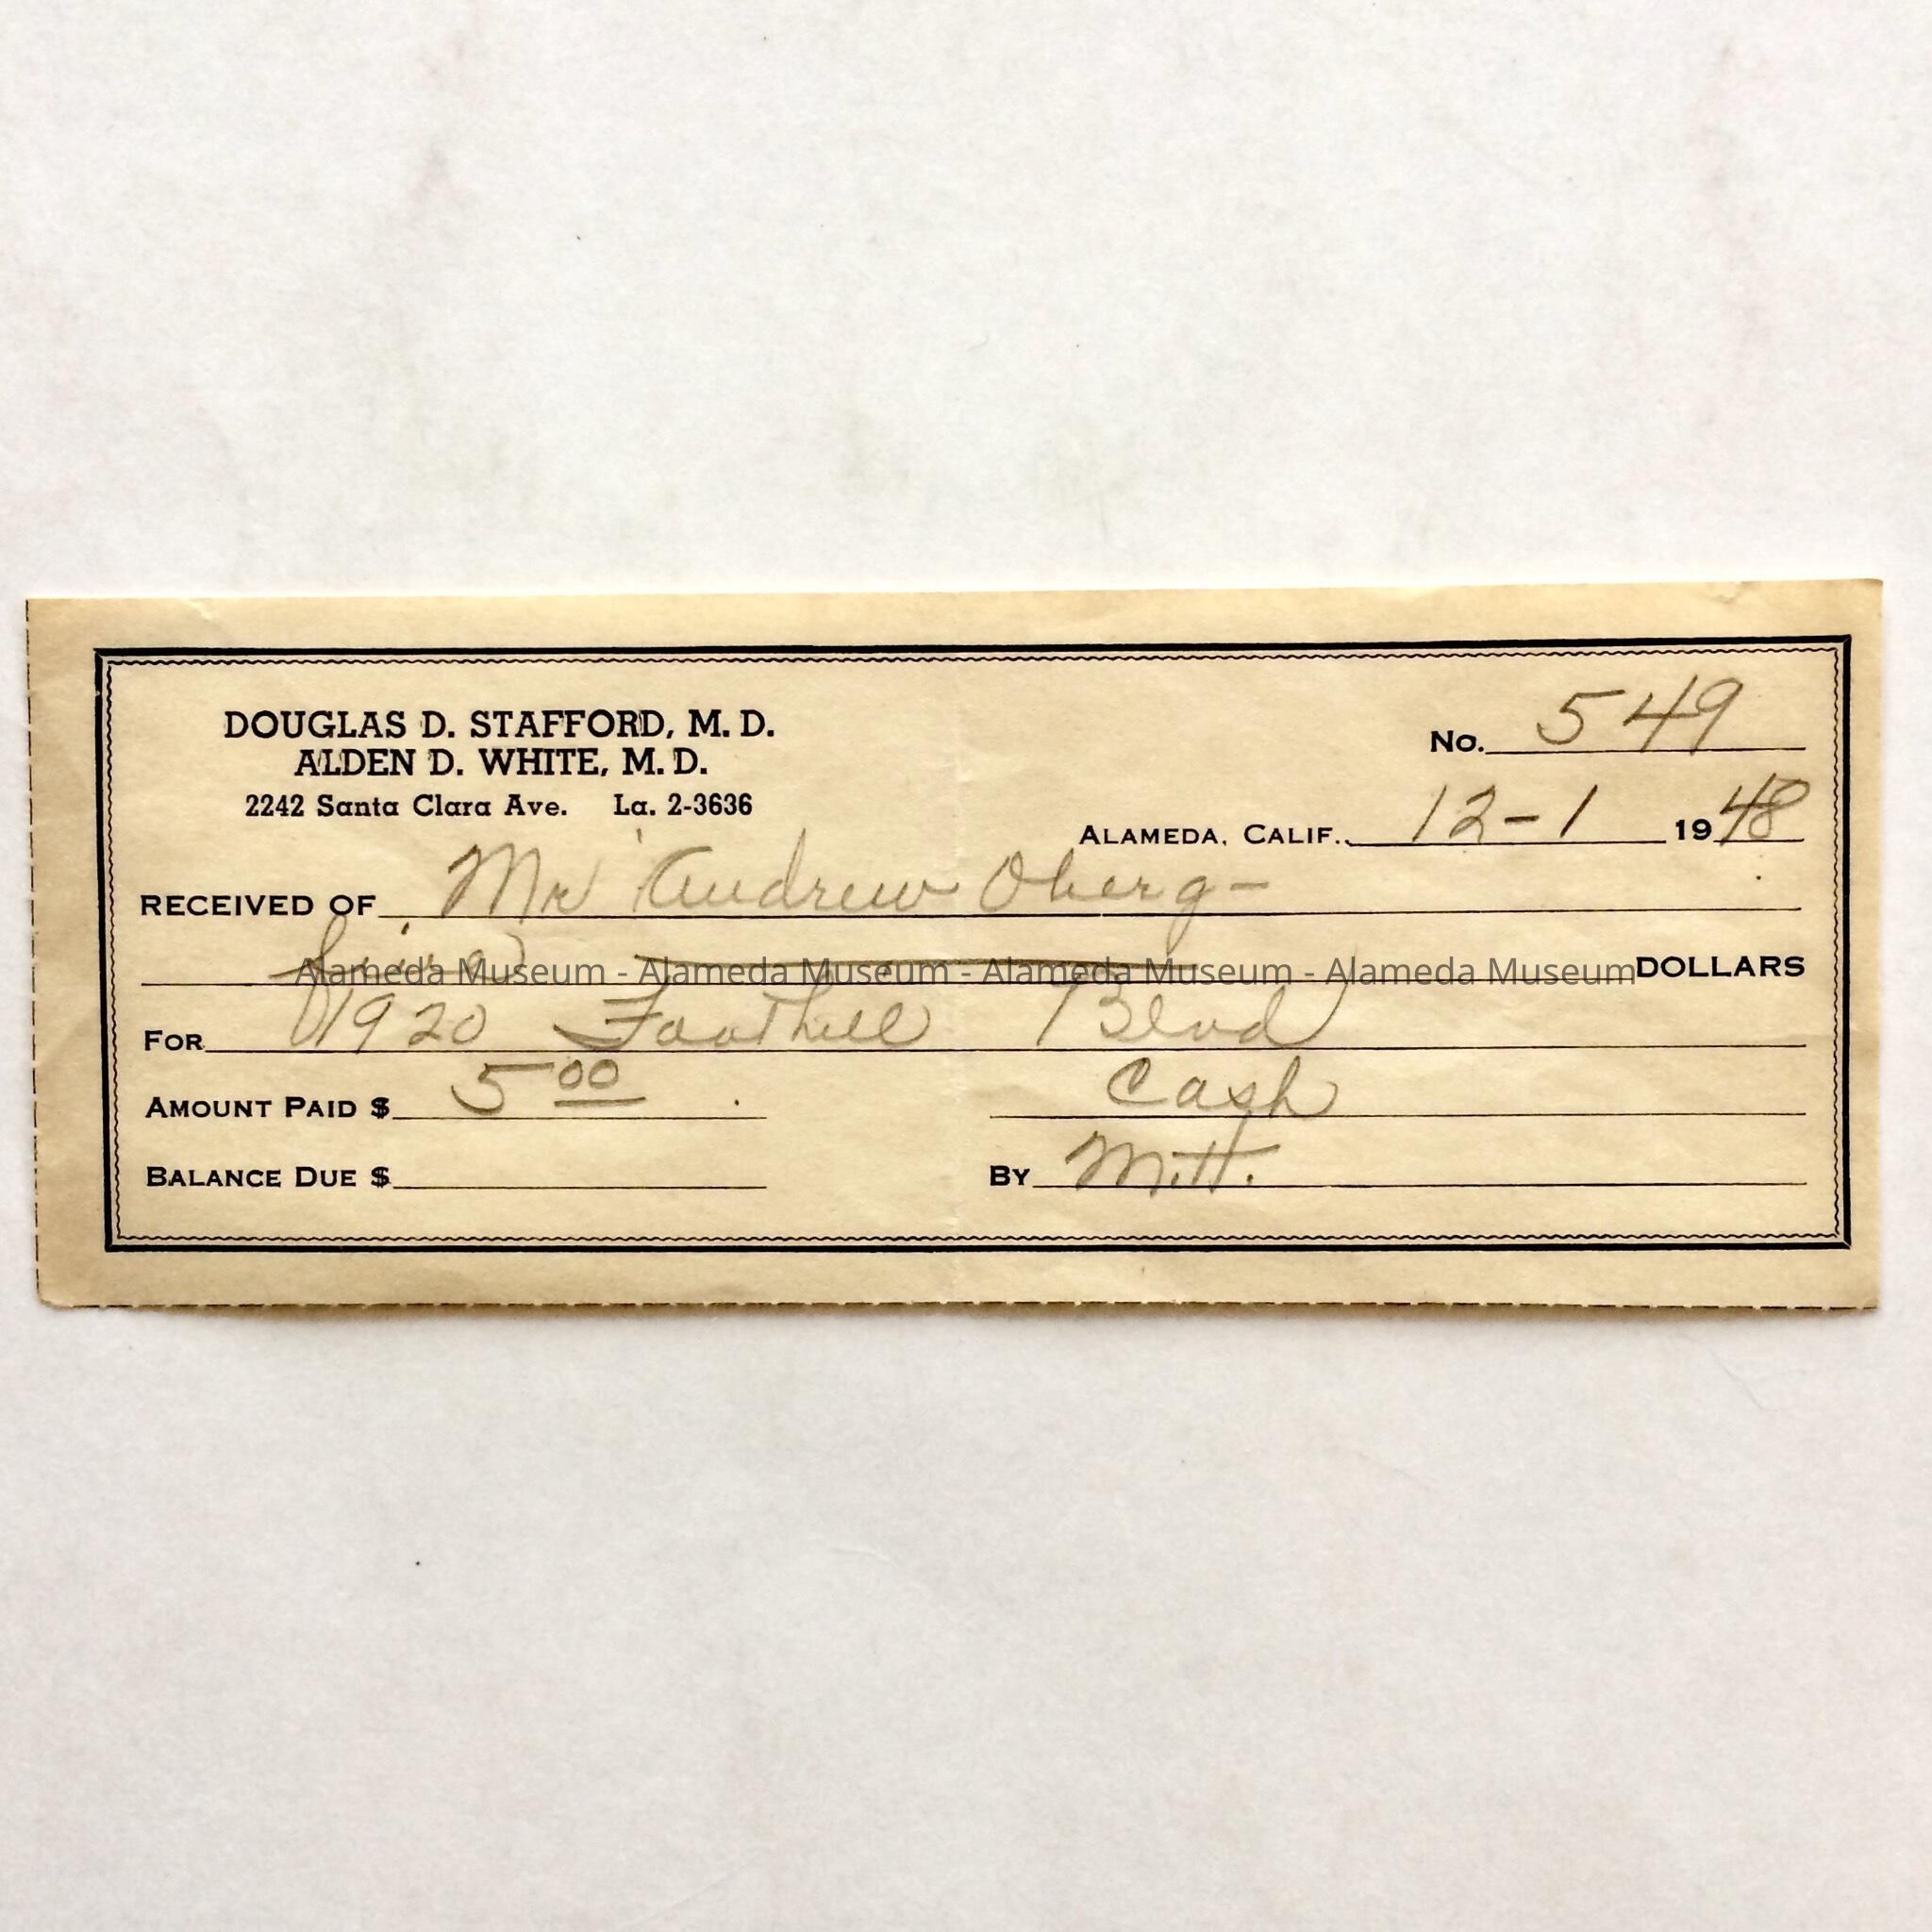 DOUGLAS D. STAFFORD, M. D.
ALDEN D. WHITE, M. D.
2242 Santa Clara Ave. La. 2-3636
No. 549
ALAMEDA, CALIF., 12-1 1948
RECEIVED OF Mr Andrew Oberg-
Alameda Museum - Alameda Museum - Alameda Museum - Alameda Museum DOLLARS
FOR 1920 Foothill Blvd
AMOUNT PAID $ 5 00 Cash
BALANCE DUE $ BY M.H.